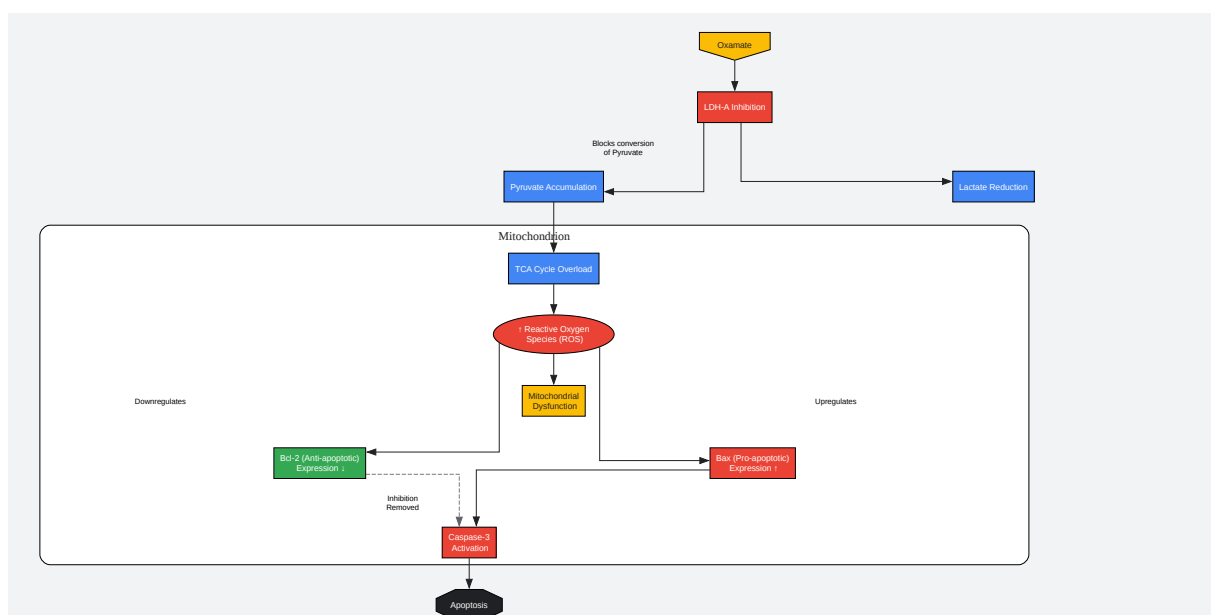 Oxamate
LDH-A Inhibition
Blocks conversion
of Pyruvate
Pyruvate Accumulation
Lactate Reduction
Mitochondrion
TCA Cycle Overload
↑ Reactive Oxygen
Species (ROS)
Mitochondrial
Dysfunction
Downregulates
Upregulates
Bcl-2 (Anti-apoptotic)
Expression ↓
Bax (Pro-apoptotic)
Expression ↑
Inhibition
Removed
Caspase-3
Activation
Apoptosis